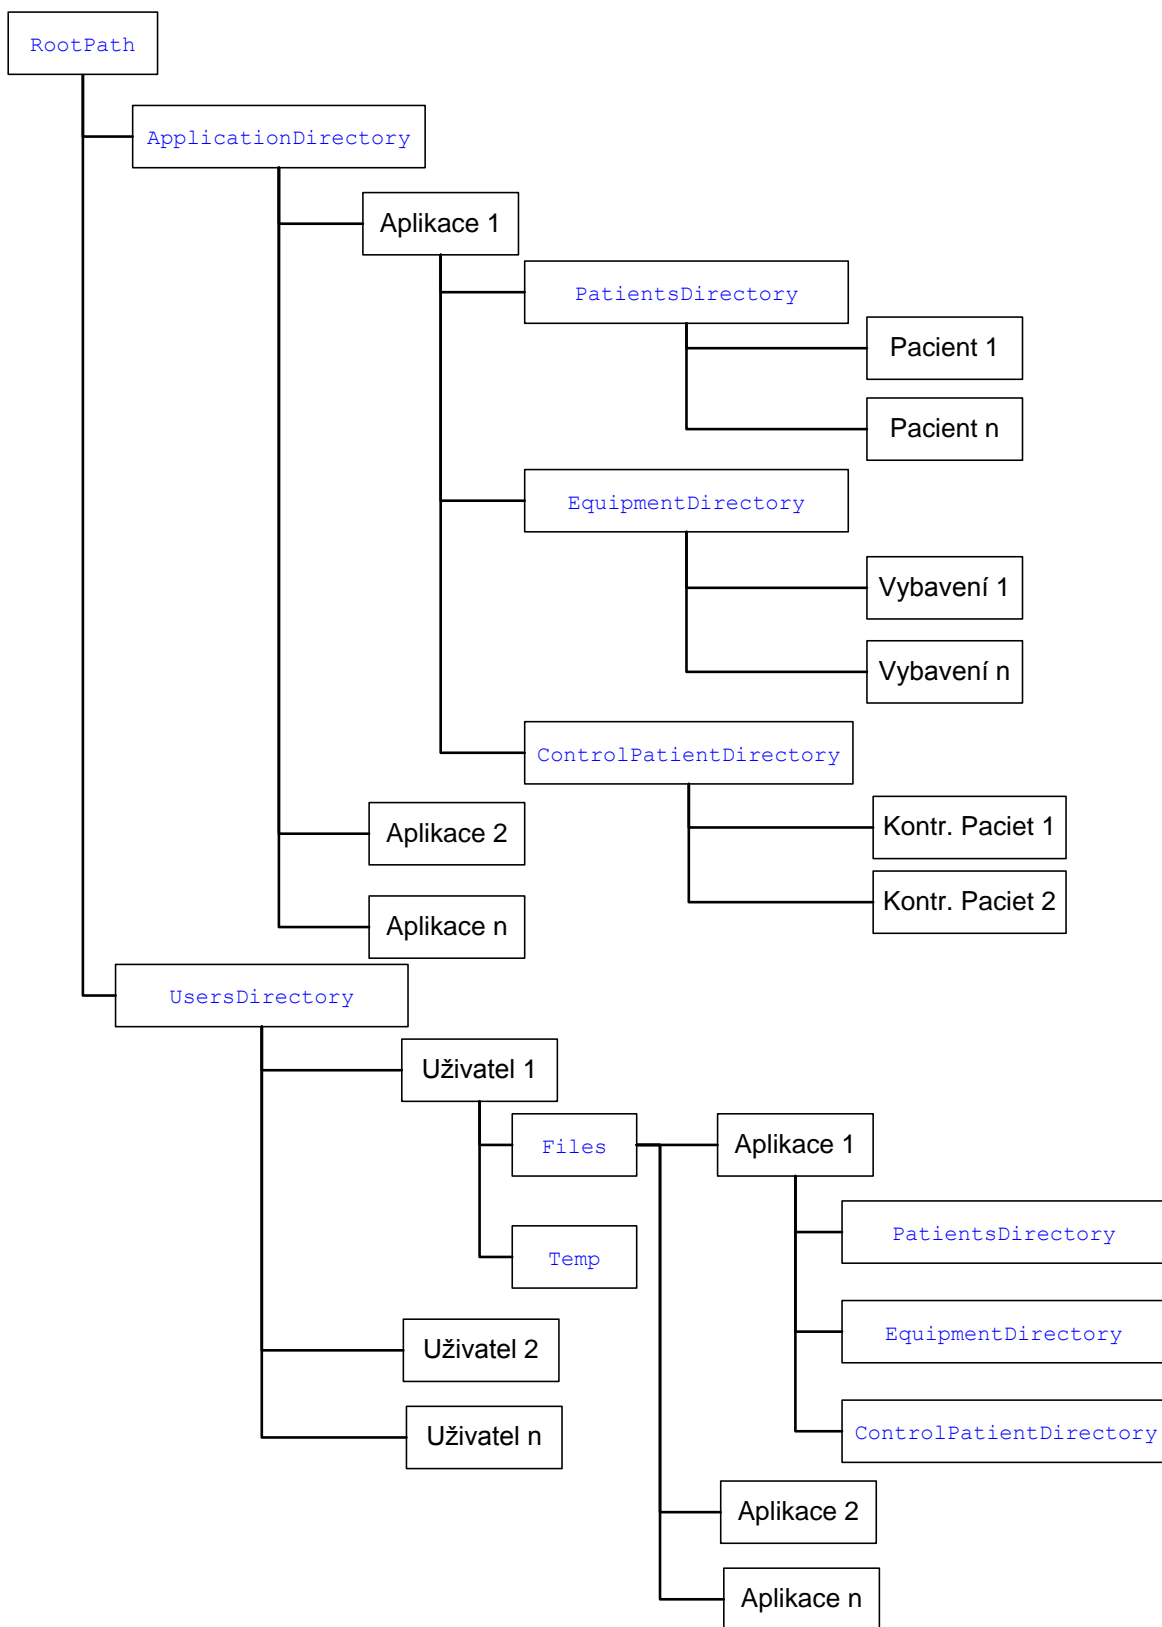 RootPath
ApplicationDirectory
Aplikace 1
PatientsDirectory
Pacient 1
Pacient n
EquipmentDirectory
Vybavení 1
Vybavení n
ControlPatientDirectory
Kontr. Paciet 1
Kontr. Paciet 2
Aplikace 2
Aplikace n
UsersDirectory
Uživatel 1
Files
Aplikace 1
PatientsDirectory
EquipmentDirectory
ControlPatientDirectory
Aplikace 2
Aplikace n
Temp
Uživatel 2
Uživatel n